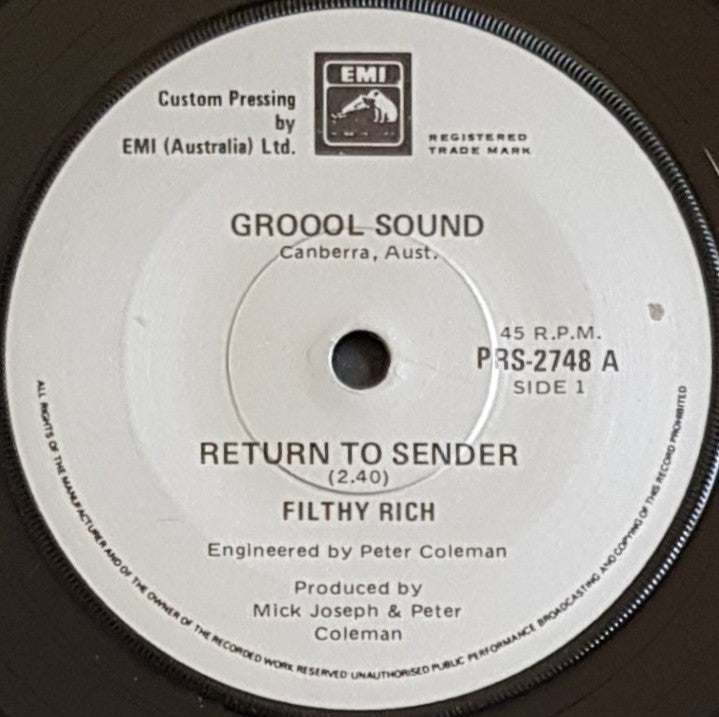 EMI
Custom Pressing
by
EMI (Australia) Ltd.
REGISTERED
TRADE MARK
GROOOL SOUND
Canberra, Aust.
45 R.P.M.
PRS-2748 A
SIDE 1
RETURN TO SENDER
(2.40)
FILTHY RICH
Engineered by Peter Coleman
Produced by
Mick Joseph & Peter
Coleman
ALL RIGHTS OF THE MANUFACTURER AND OF THE OWNER OF THE RECORDED WORK RESERVED UNAUTHORISED PUBLIC PERFORMANCE BROADCASTING AND COPYING OF THIS RECORD PROHIBITED